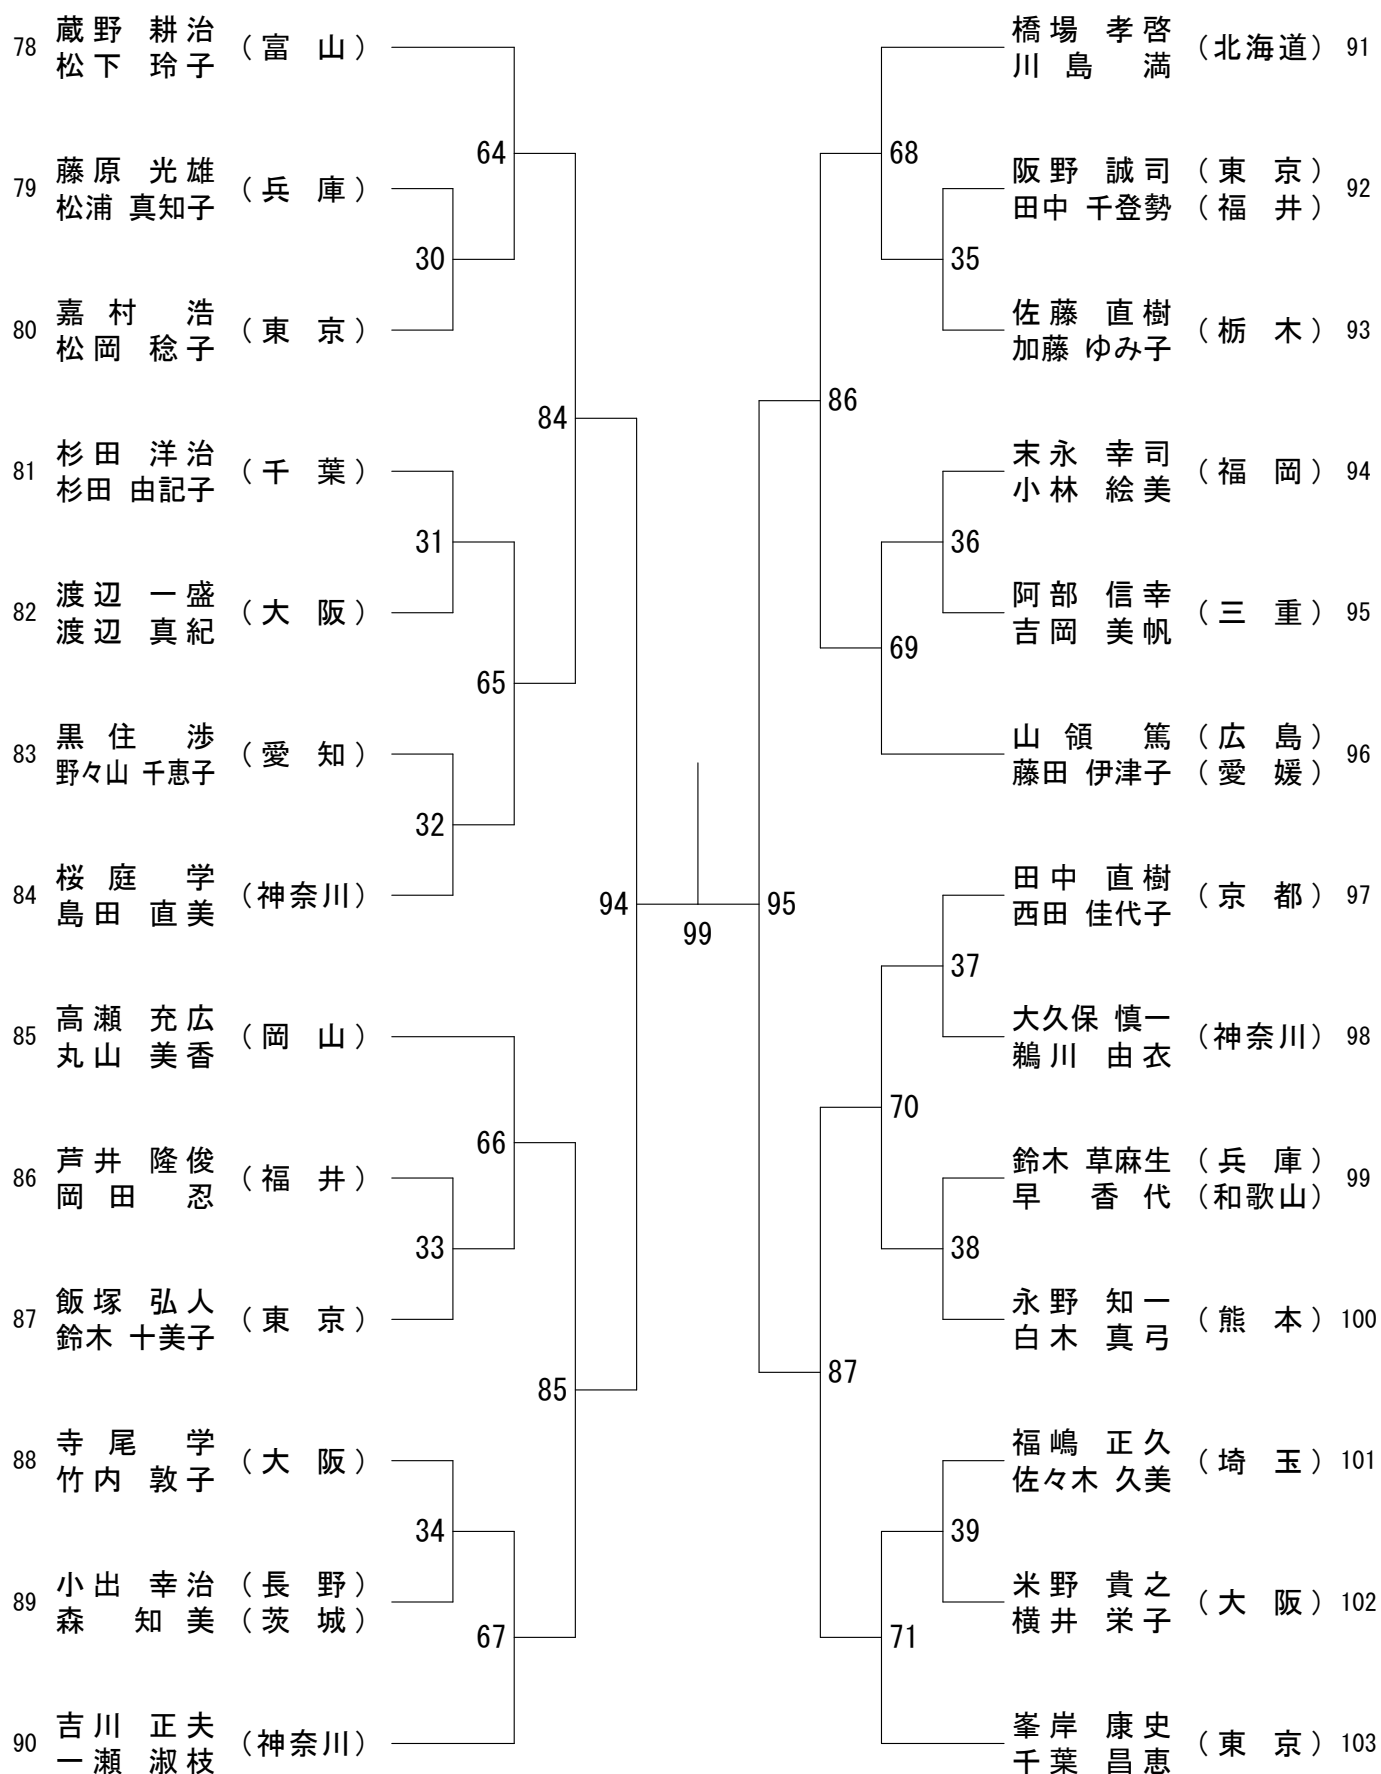 78 蔵野 耕治 (富山)
松下 玲子
64
79 藤原 光雄 (兵庫)
松浦 真知子
30
80 嘉村 浩 (東京)
松岡 稔子
84
81 杉田 洋治 (千葉)
杉田 由記子
31
82 渡辺 一盛 (大阪)
渡辺 真紀
65
83 黒住 渉 (愛知)
野々山 千恵子
32
84 桜庭 学 (神奈川)
島田 直美
94
85 高瀬 充広 (岡山)
丸山 美香
66
86 芦井 隆俊 (福井)
岡田 忍
33
87 飯塚 弘人 (東京)
鈴木 十美子
85
88 寺尾 学 (大阪)
竹内 敦子
34
89 小出 幸治 (長野)
森 知美 (茨城)
67
90 吉川 正夫 (神奈川)
一瀬 淑枝
99
橋場 孝啓 (北海道) 91
川島 満
68
阪野 誠司 (東京) 92
田中 千登勢 (福井)
35
佐藤 直樹 (栃木) 93
加藤 ゆみ子
86
末永 幸司 (福岡) 94
小林 絵美
36
阿部 信幸 (三重) 95
吉岡 美帆
69
山領 篤 (広島) 96
藤田 伊津子 (愛媛)
95
田中 直樹 (京都) 97
西田 佳代子
37
大久保 慎一 (神奈川) 98
鵜川 由衣
70
鈴木 草麻生 (兵庫) 99
早 香代 (和歌山)
38
永野 知一 (熊本) 100
白木 真弓
87
福嶋 正久 (埼玉) 101
佐々木 久美
39
米野 貴之 (大阪) 102
横井 栄子
71
峯岸 康史 (東京) 103
千葉 昌恵